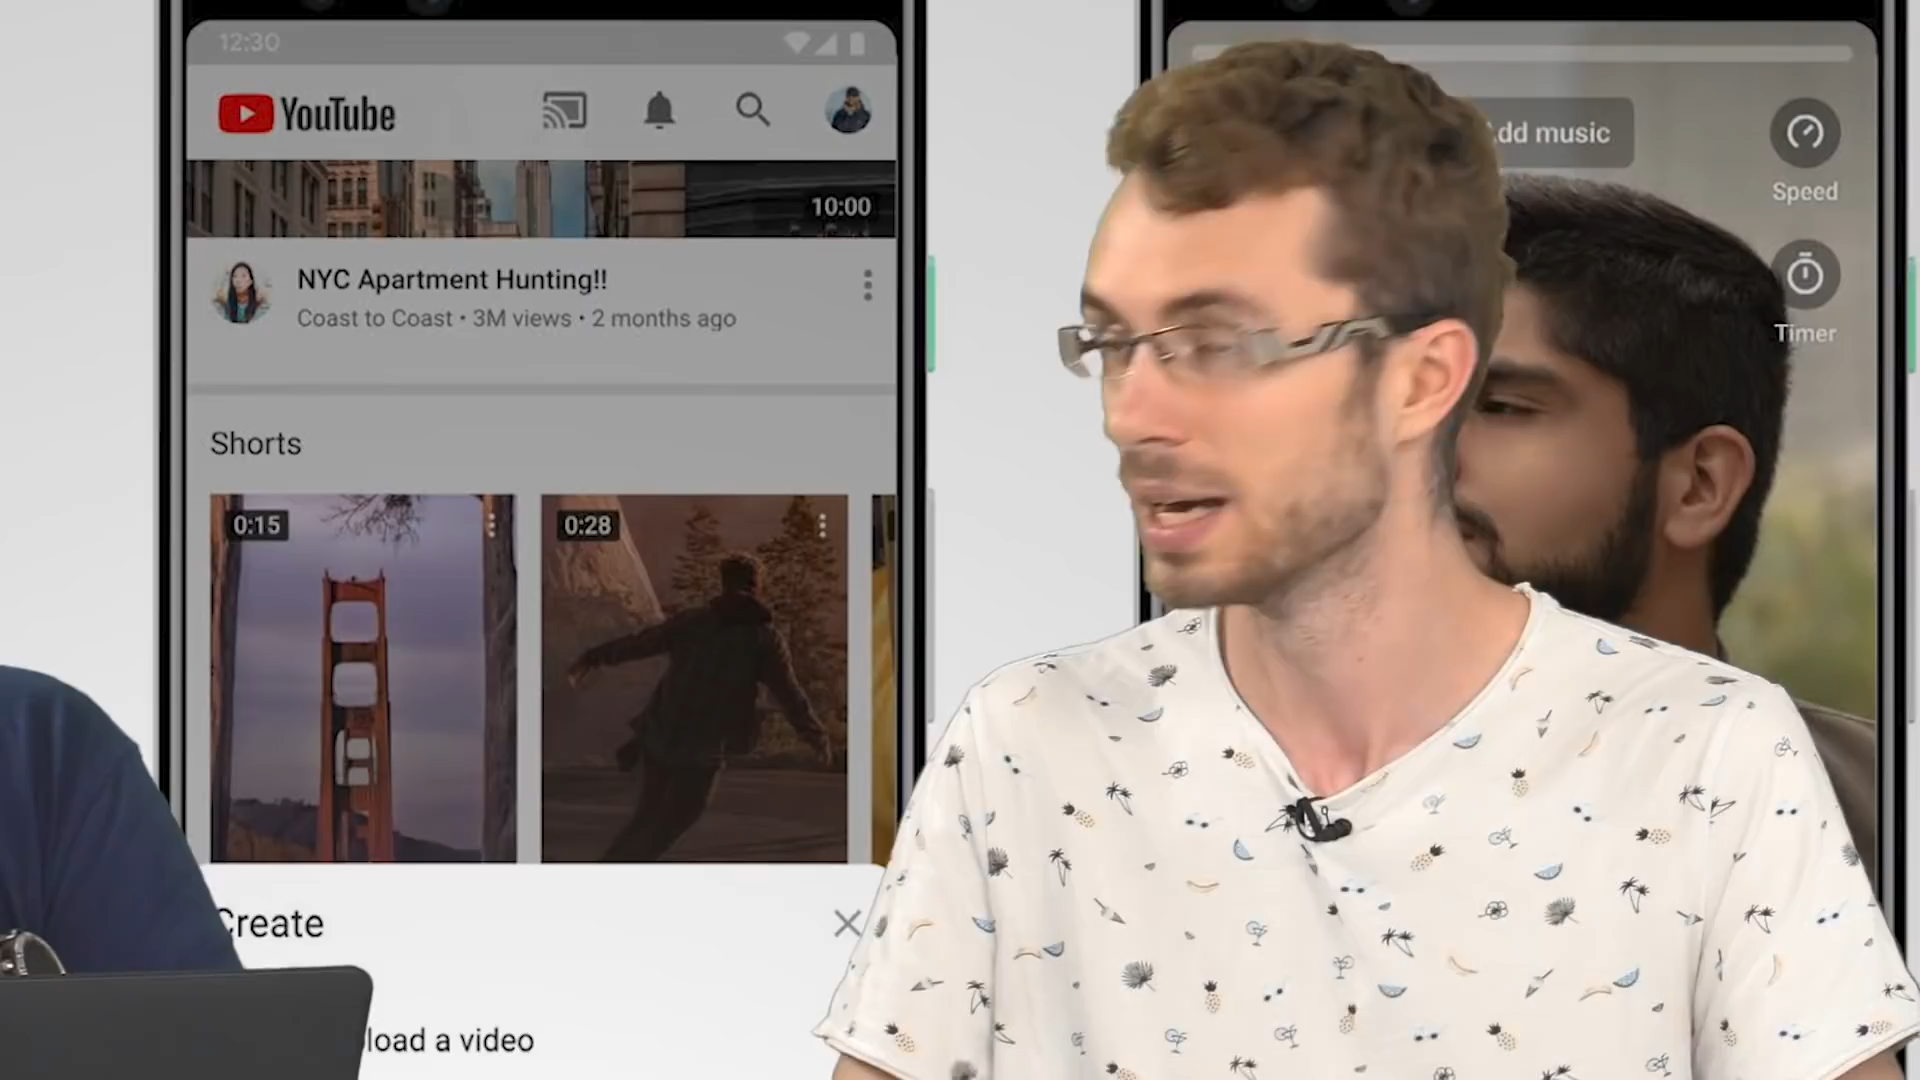 12:30
YouTube
10:00
NYC Apartment Hunting!!
Coast to Coast • 3M views • 2 months ago
Shorts
0:15
0:28
Create
load a video
dd music
Speed
Timer